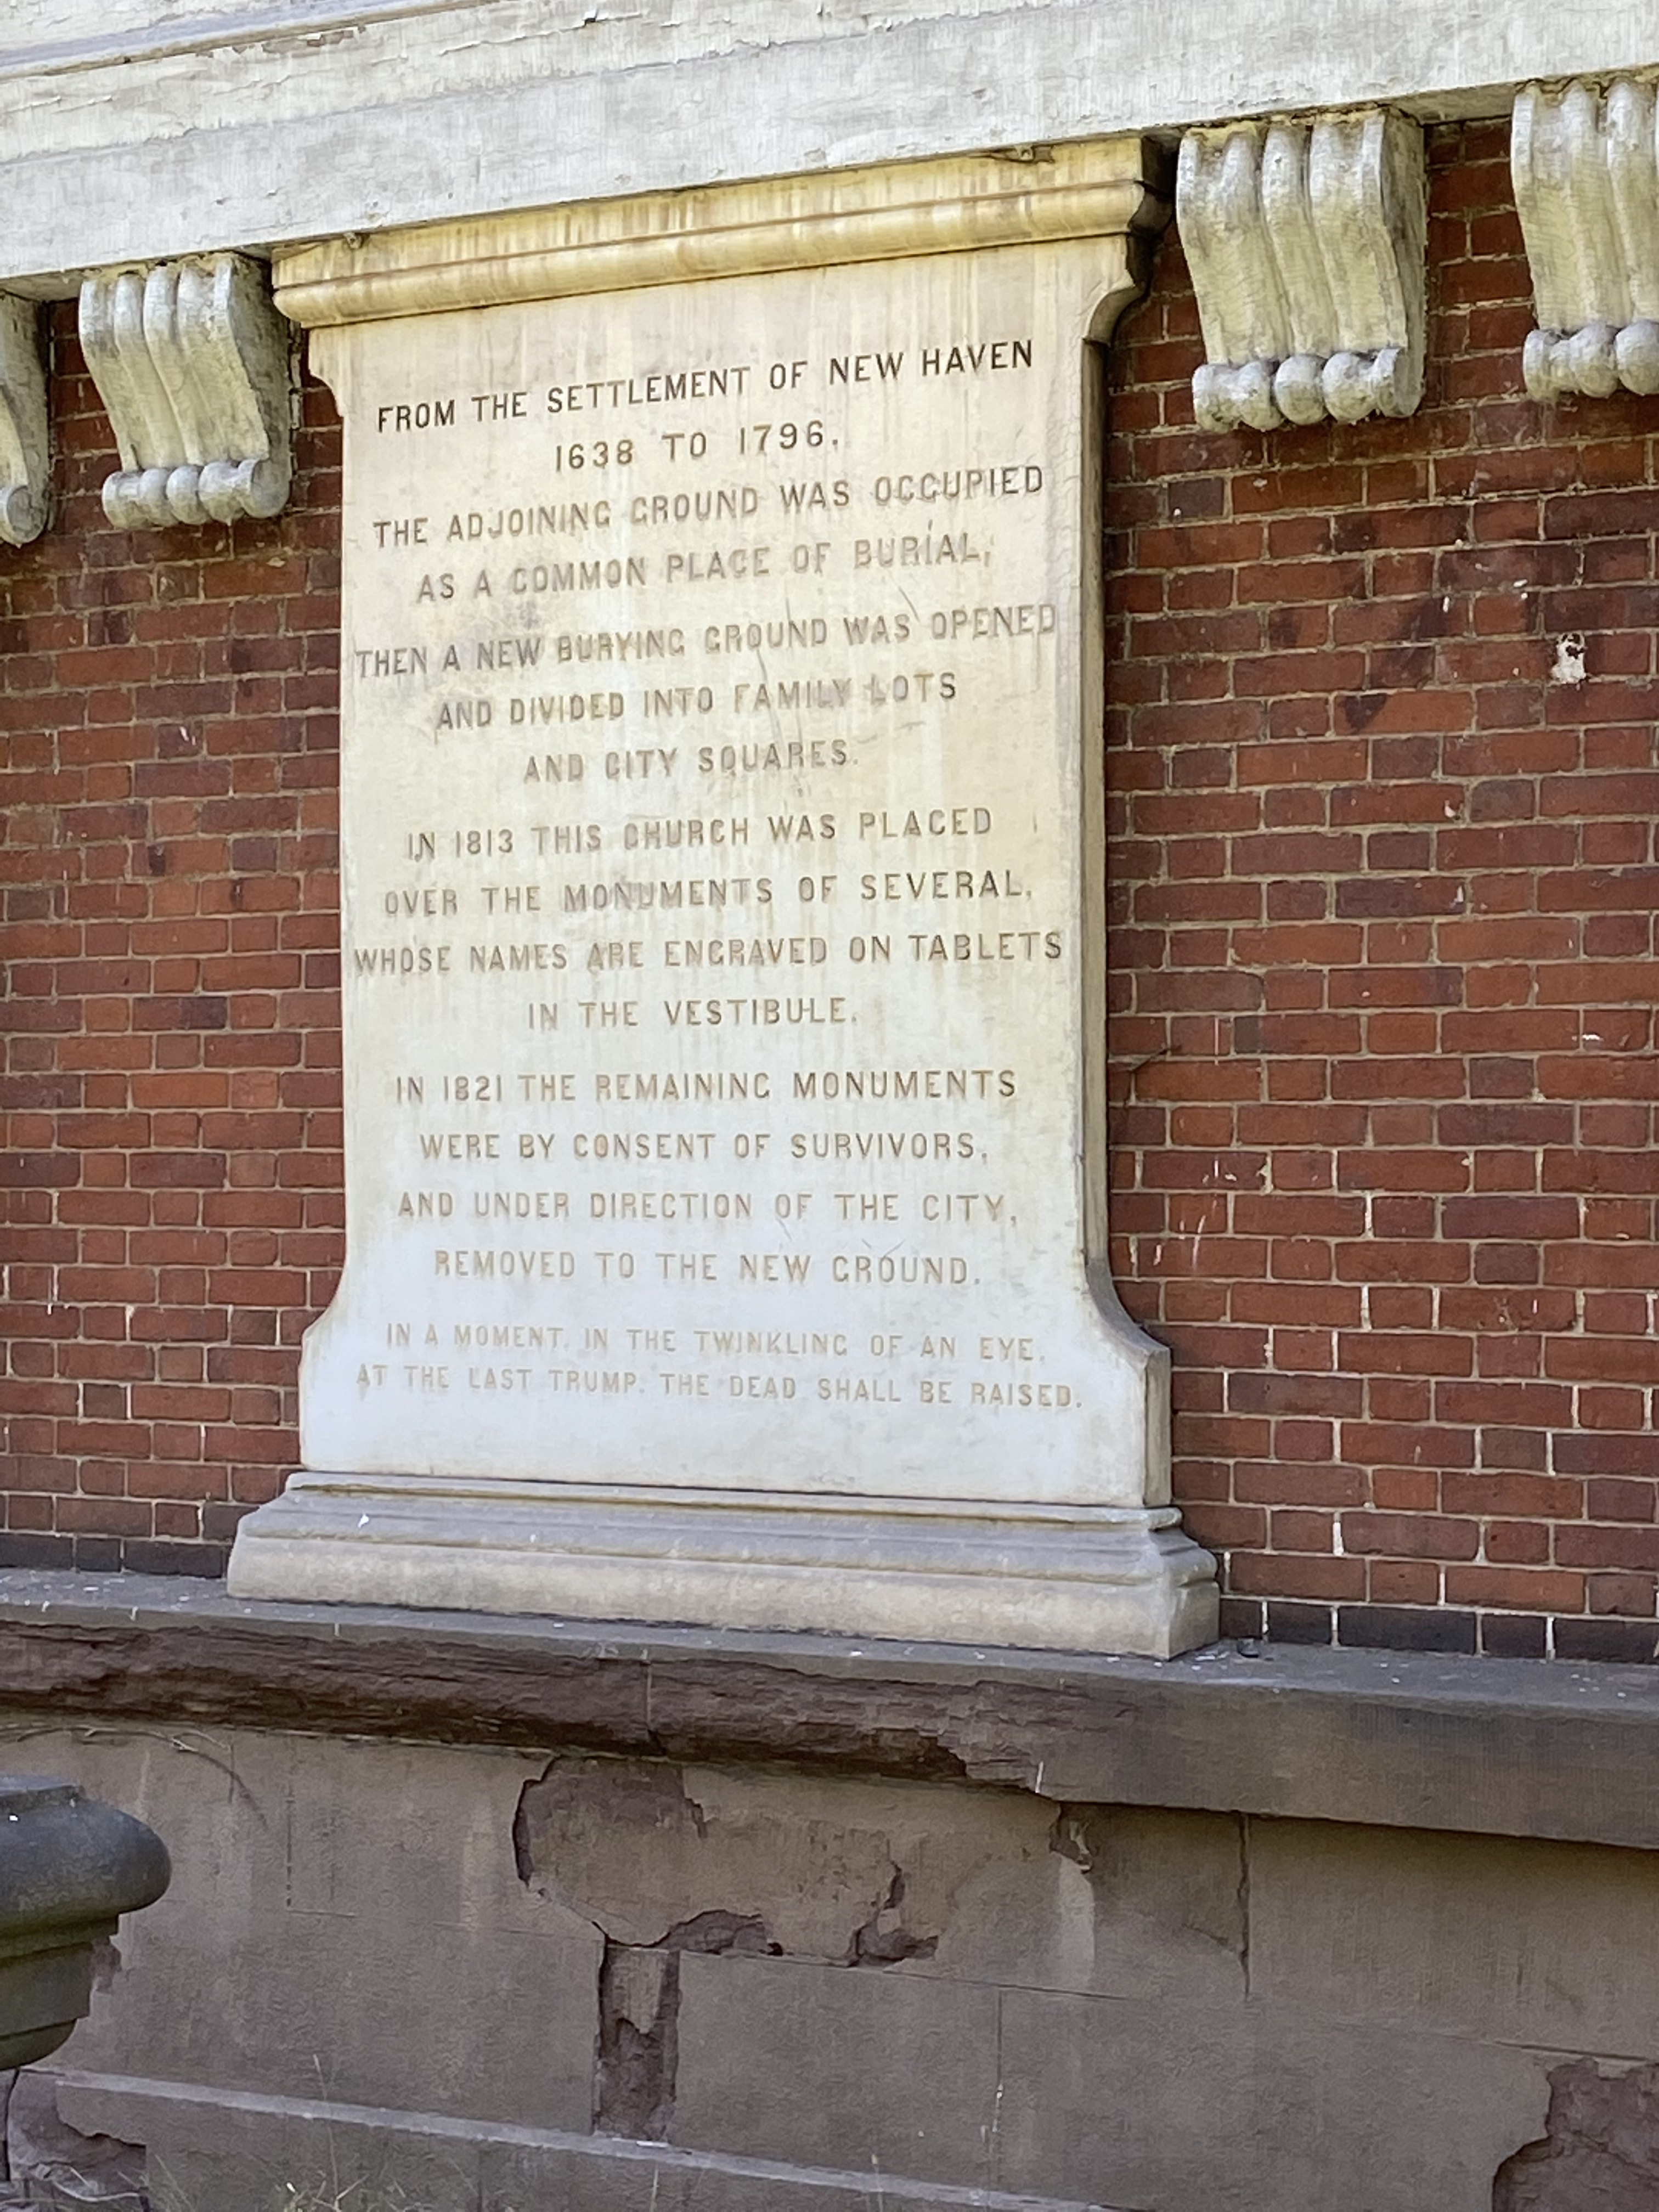 FROM THE SETTLEMENT OF NEW HAVEN
1638 TO 1796,
THE ADJOINING GROUND WAS OCCUPIED
AS A COMMON PLACE OF BURIAL;
THEN A NEW BURYING GROUND WAS OPENED
AND DIVIDED INTO FAMILY LOTS
AND CITY SQUARES.
IN 1813 THIS CHURCH WAS PLACED
OVER THE MONUMENTS OF SEVERAL,
WHOSE NAMES ARE ENGRAVED ON TABLETS
IN THE VESTIBULE.
IN 1821 THE REMAINING MONUMENTS
WERE BY CONSENT OF SURVIVORS,
AND UNDER DIRECTION OF THE CITY,
REMOVED TO THE NEW GROUND.
IN A MOMENT, IN THE TWINKLING OF AN EYE,
AT THE LAST TRUMP. THE DEAD SHALL BE RAISED.